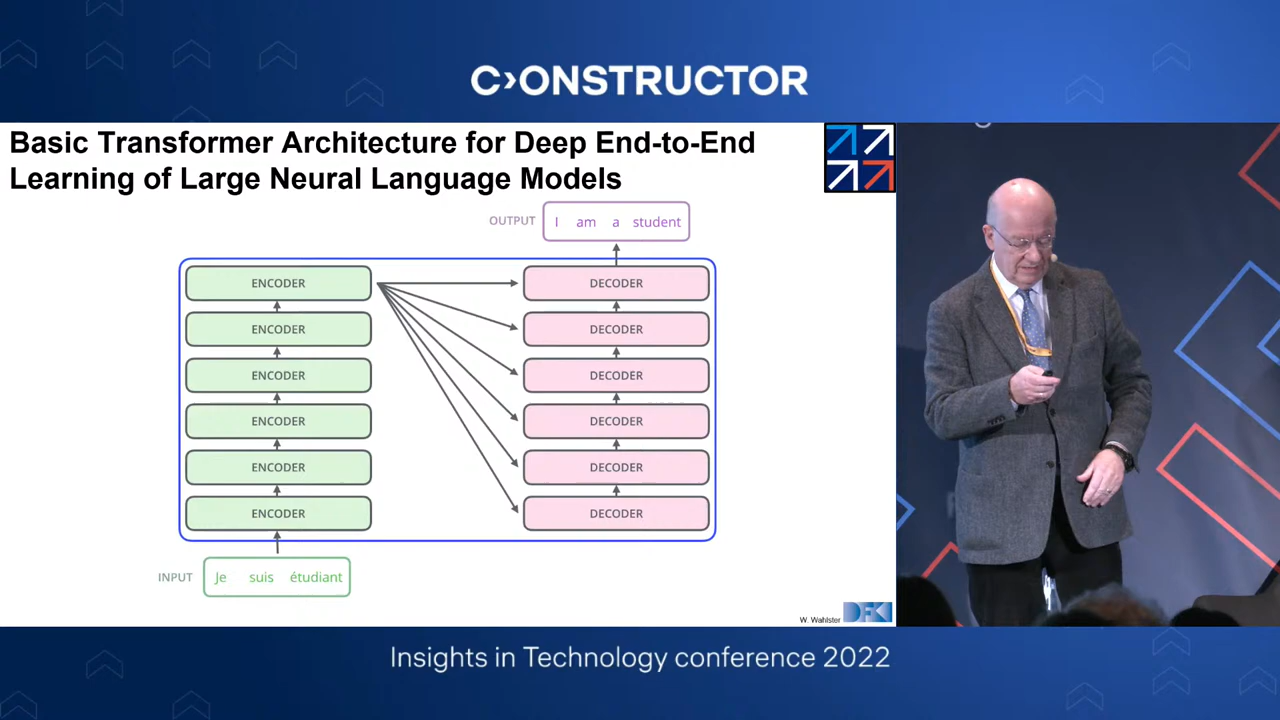 C›ONSTRUCTOR
Basic Transformer Architecture for Deep End-to-End
Learning of Large Neural Language Models
OUTPUT I am a student
ENCODER DECODER
ENCODER DECODER
ENCODER DECODER
ENCODER DECODER
ENCODER DECODER
ENCODER DECODER
INPUT Je suis étudiant
W. Wahlster DFKI
Insights in Technology conference 2022